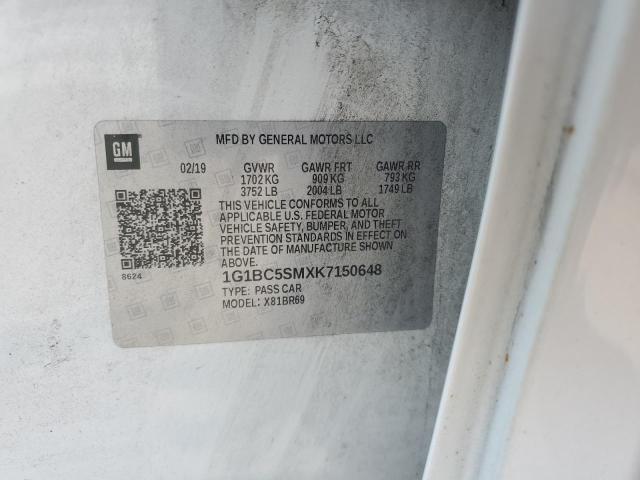 GM
MFD BY GENERAL MOTORS LLC
02/19 GVWR GAWR FRT GAWR RR
1702 KG 909 KG 793 KG
3752 LB 2004 LB 1749 LB
THIS VEHICLE CONFORMS TO ALL
APPLICABLE U.S. FEDERAL MOTOR
VEHICLE SAFETY, BUMPER, AND THEFT
PREVENTION STANDARDS IN EFFECT ON
THE DATE OF MANUFACTURE SHOWN
ABOVE.
8624
1G1BC5SMXK7150648
TYPE: PASS CAR
MODEL: X81BR69